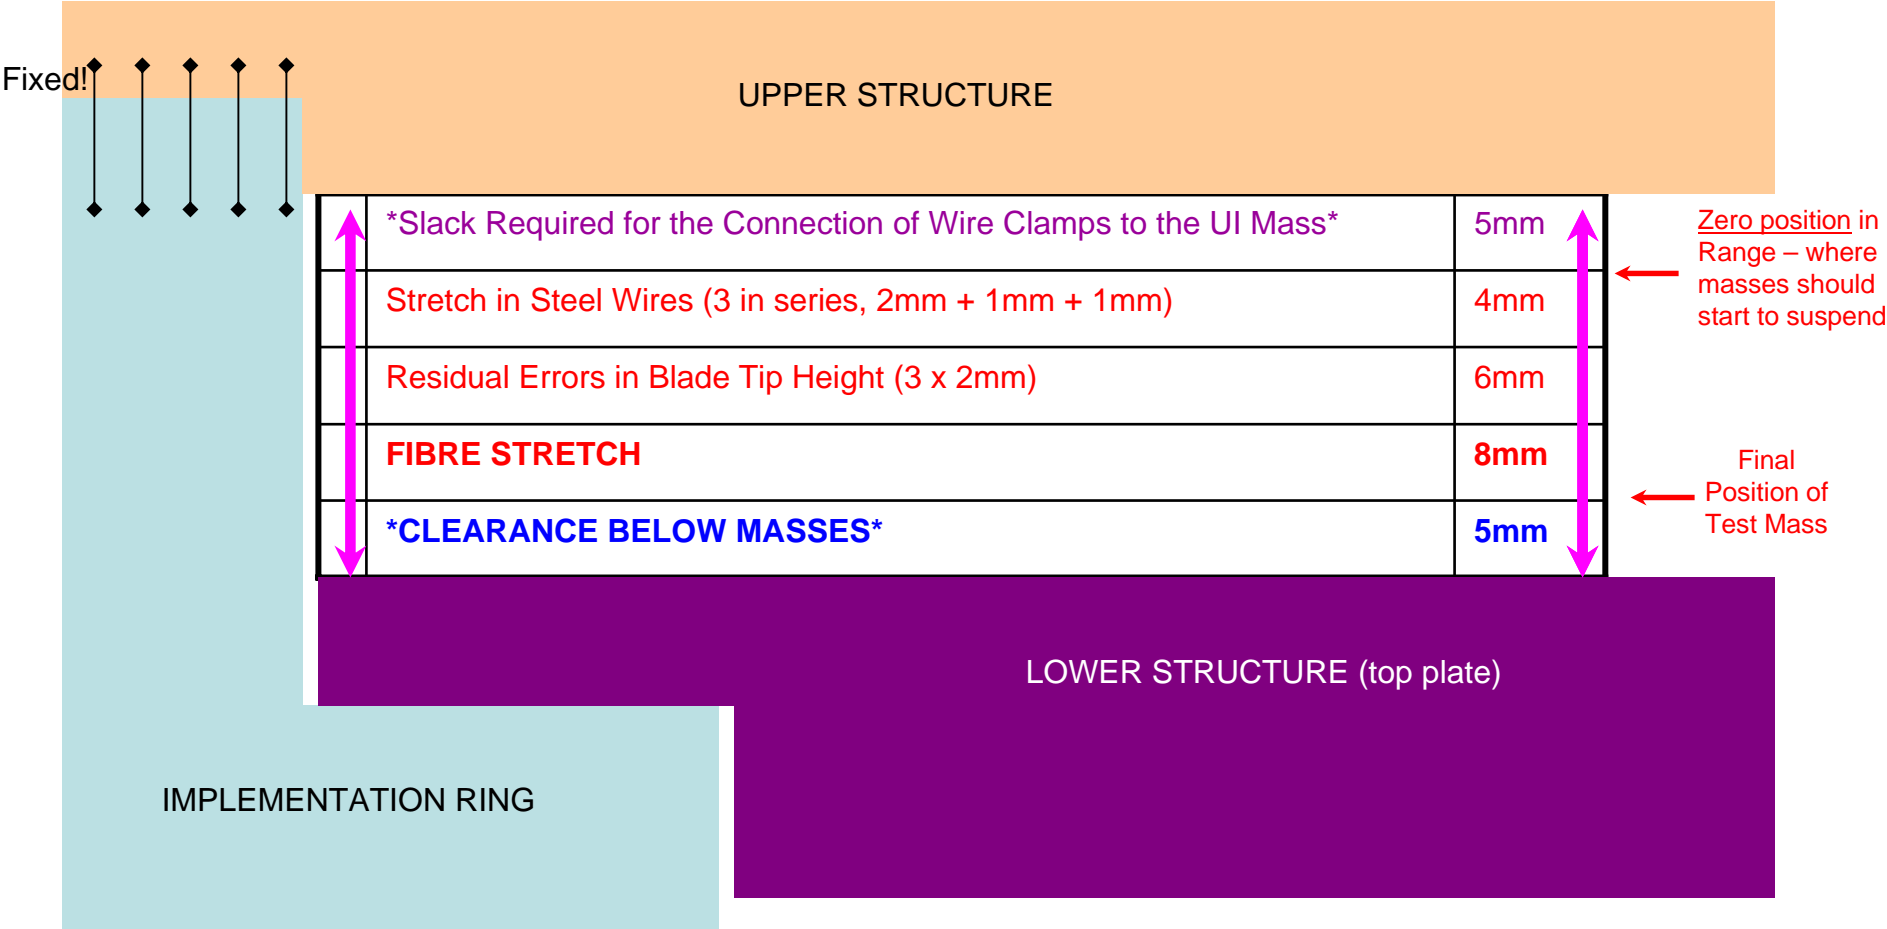 Fixed!
UPPER STRUCTURE
*Slack Required for the Connection of Wire Clamps to the UI Mass* 5mm
Stretch in Steel Wires (3 in series, 2mm + 1mm + 1mm) 4mm
Residual Errors in Blade Tip Height (3 x 2mm) 6mm
FIBRE STRETCH 8mm
*CLEARANCE BELOW MASSES* 5mm
Zero position in
Range – where
masses should
start to suspend
Final
Position of
Test Mass
LOWER STRUCTURE (top plate)
IMPLEMENTATION RING